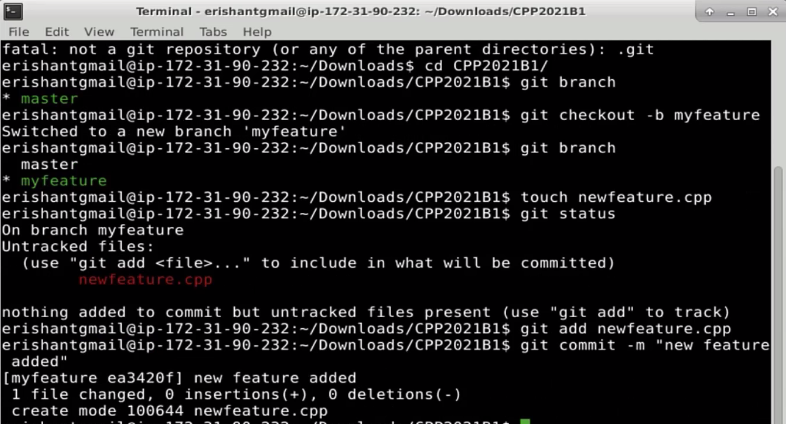 Terminal - erishantgmail@ip-172-31-90-232: ~/Downloads/CPP2021B1
File Edit View Terminal Tabs Help
fatal: not a git repository (or any of the parent directories): .git
erishantgmail@ip-172-31-90-232:~/Downloads$ cd CPP2021B1/
erishantgmail@ip-172-31-90-232:~/Downloads/CPP2021B1$ git branch
* master
erishantgmail@ip-172-31-90-232:~/Downloads/CPP2021B1$ git checkout -b myfeature
Switched to a new branch 'myfeature'
erishantgmail@ip-172-31-90-232:~/Downloads/CPP2021B1$ git branch
  master
* myfeature
erishantgmail@ip-172-31-90-232:~/Downloads/CPP2021B1$ touch newfeature.cpp
erishantgmail@ip-172-31-90-232:~/Downloads/CPP2021B1$ git status
On branch myfeature
Untracked files:
  (use "git add <file>..." to include in what will be committed)
        newfeature.cpp
nothing added to commit but untracked files present (use "git add" to track)
erishantgmail@ip-172-31-90-232:~/Downloads/CPP2021B1$ git add newfeature.cpp
erishantgmail@ip-172-31-90-232:~/Downloads/CPP2021B1$ git commit -m "new feature
 added"
[myfeature ea3420f] new feature added
 1 file changed, 0 insertions(+), 0 deletions(-)
 create mode 100644 newfeature.cpp
erishantgmail@ip-172-31-90-232:~/Downloads/CPP2021B1$